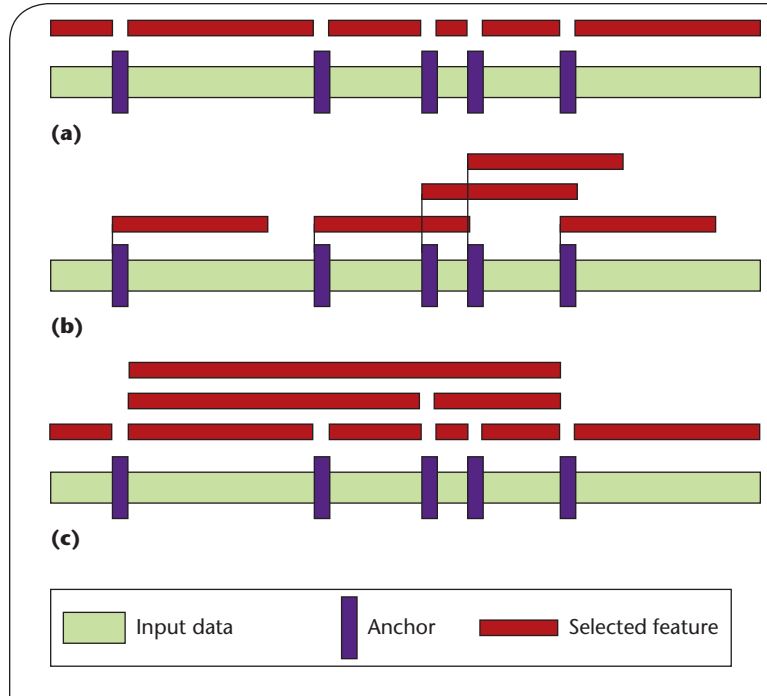 (a)
(b)
(c)
Input data
Anchor
Selected feature